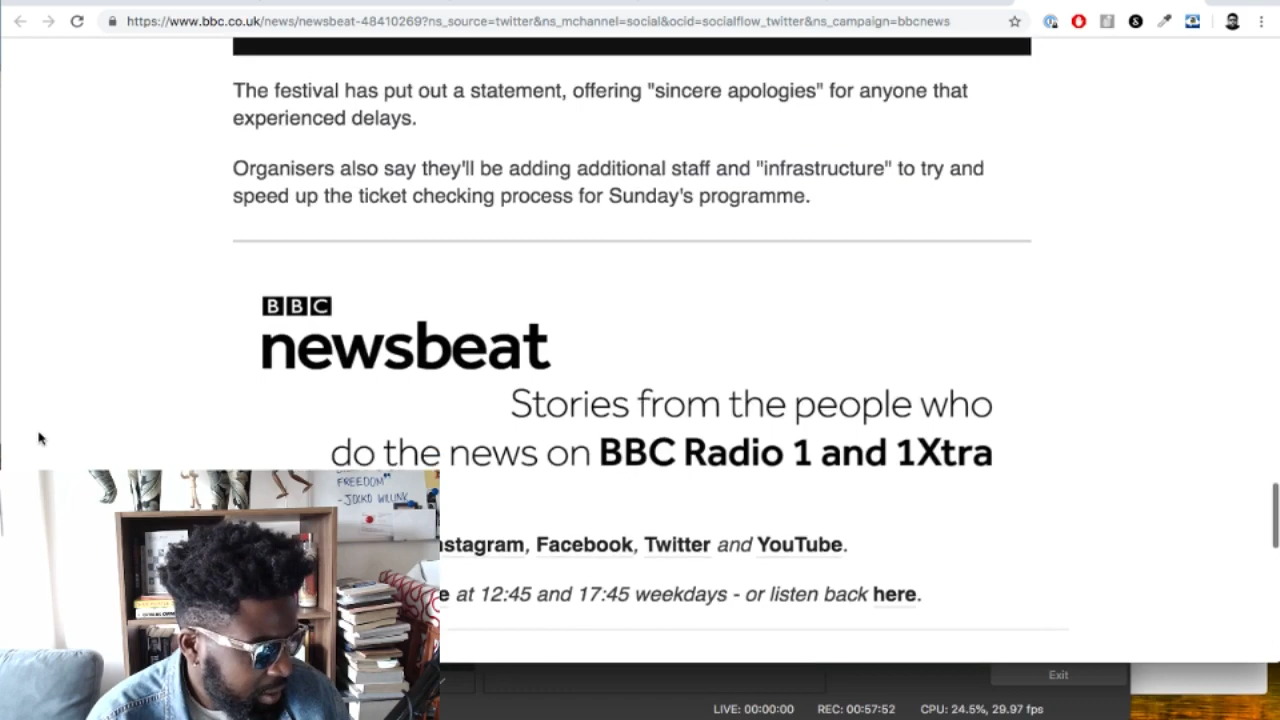 https://www.bbc.co.uk/news/newsbeat-48410269?ns_source=twitter&ns_mchannel=social&ocid=socialflow_twitter&ns_campaign=bbcnews
The festival has put out a statement, offering "sincere apologies" for anyone that
experienced delays.
Organisers also say they'll be adding additional staff and "infrastructure" to try and
speed up the ticket checking process for Sunday's programme.
BBC
newsbeat
Stories from the people who
do the news on BBC Radio 1 and 1Xtra
FREEDOM"
- JOCKO WILLINK
nstagram, Facebook, Twitter and YouTube.
e at 12:45 and 17:45 weekdays - or listen back here.
Exit
LIVE: 00:00:00 REC: 00:57:52 CPU: 24.5%, 29.97 fps